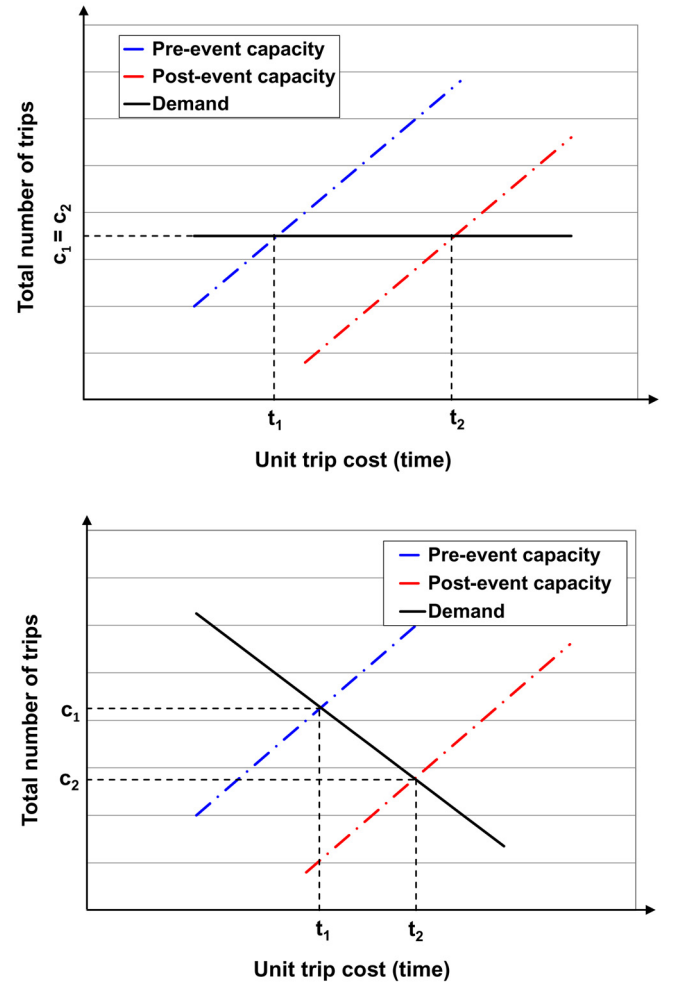 Pre-event capacity
Post-event capacity
Demand
Total number of trips
c1 = c2
t1
t2
Unit trip cost (time)
Pre-event capacity
Post-event capacity
Demand
Total number of trips
c1
c2
t1
t2
Unit trip cost (time)